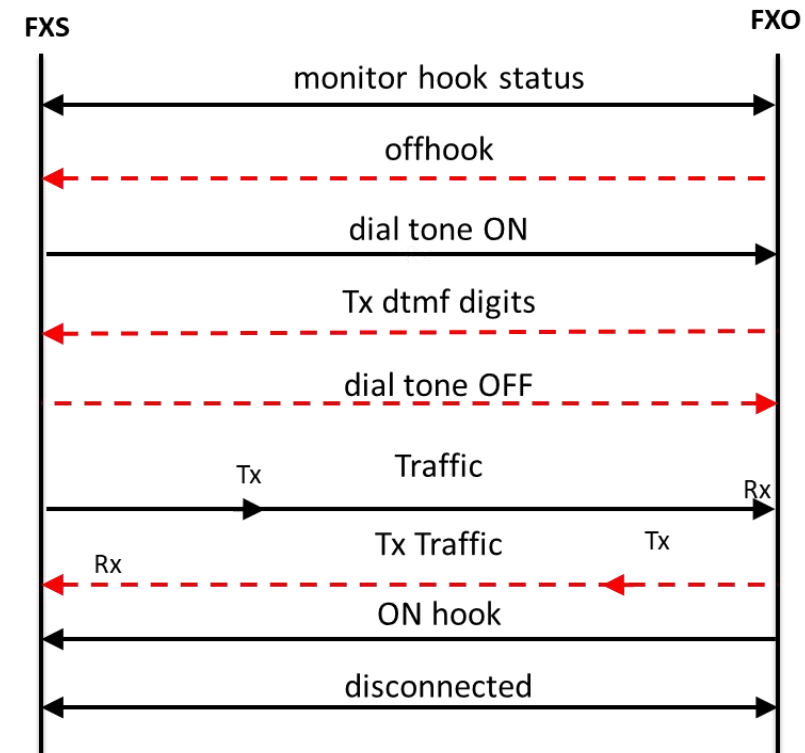 FXS
FXO
monitor hook status
offhook
dial tone ON
Tx dtmf digits
dial tone OFF
Traffic
Tx
Rx
Tx Traffic
Tx
Rx
ON hook
disconnected